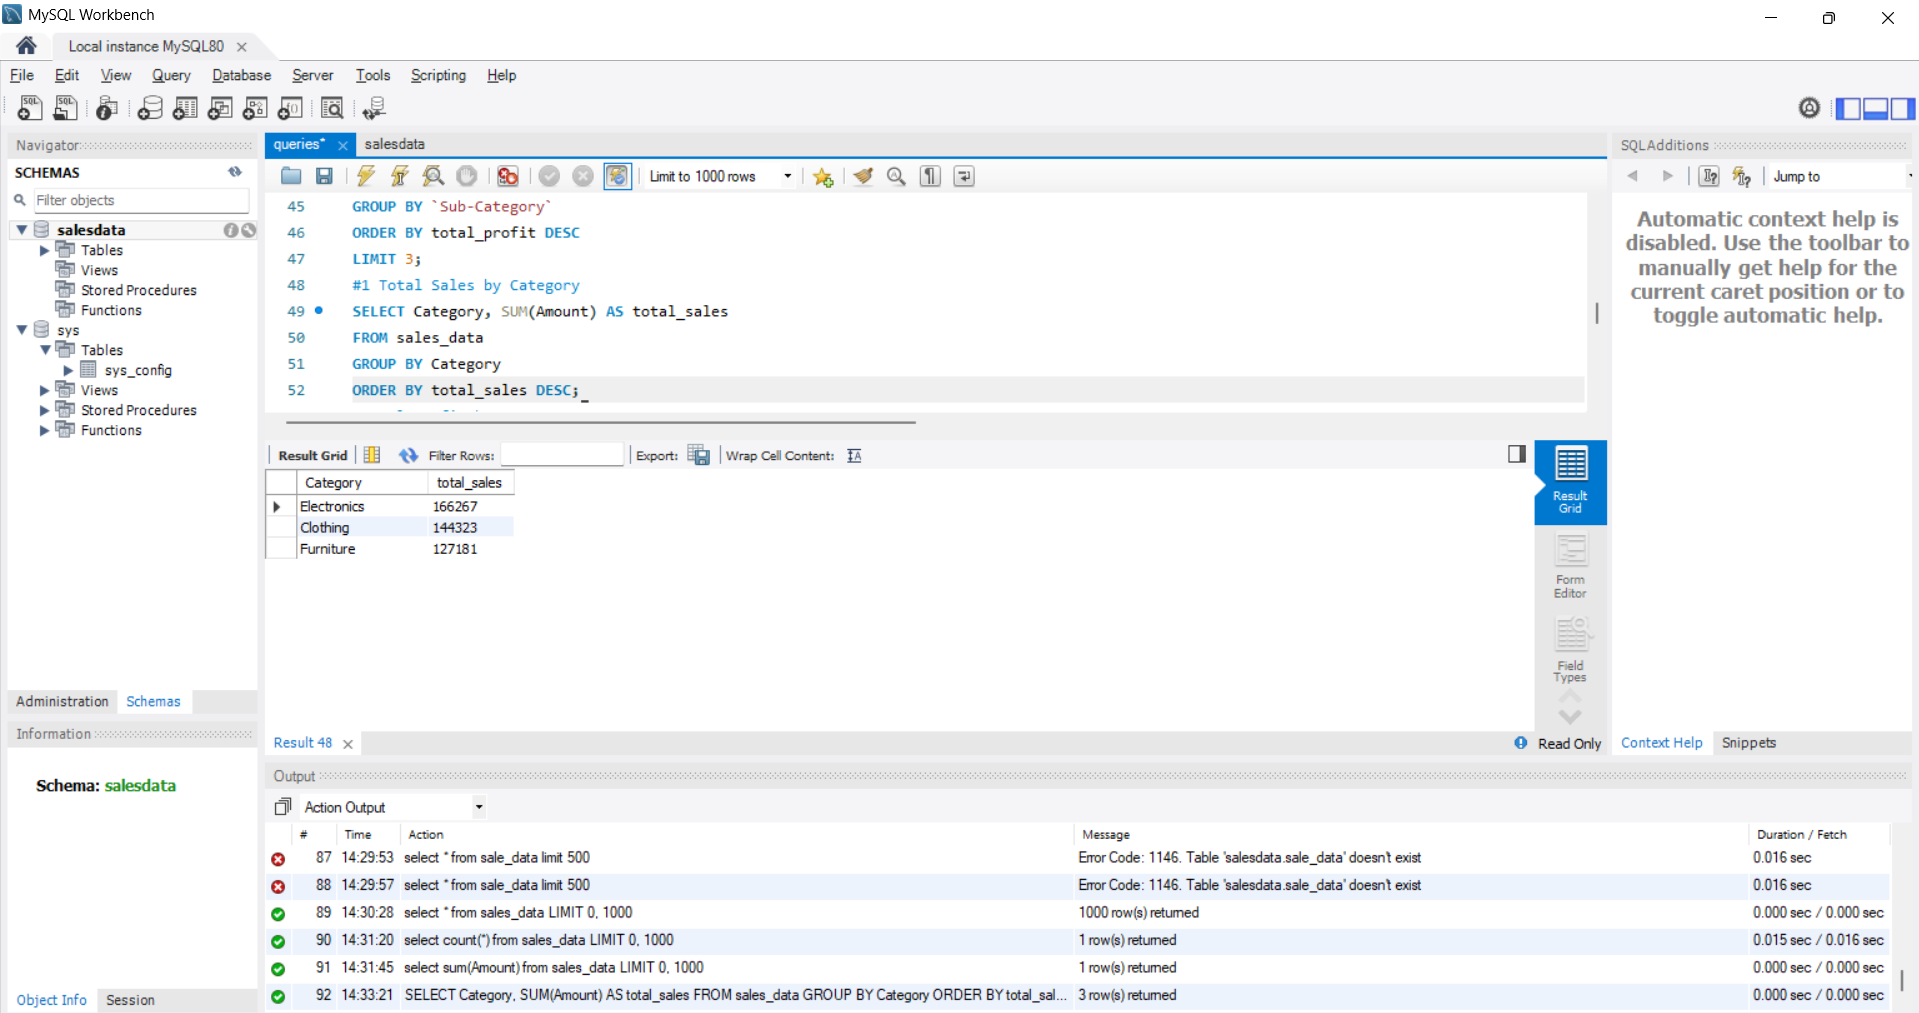 MySQL Workbench
Local instance MySQL80
File Edit View Query Database Server Tools Scripting Help
Navigator
SCHEMAS
Filter objects
salesdata
Tables
Views
Stored Procedures
Functions
sys
Tables
sys_config
Views
Stored Procedures
Functions
Administration Schemas
Information
Schema: salesdata
Object Info Session
queries* salesdata
Limit to 1000 rows
45 GROUP BY `Sub-Category`
46 ORDER BY total_profit DESC
47 LIMIT 3;
48 #1 Total Sales by Category
49 SELECT Category, SUM(Amount) AS total_sales
50 FROM sales_data
51 GROUP BY Category
52 ORDER BY total_sales DESC;
Result Grid Filter Rows: Export: Wrap Cell Content:
Category total_sales
Electronics 166267
Clothing 144323
Furniture 127181
Result Grid
Form Editor
Field Types
Result 48
Read Only
SQLAdditions
Jump to
Automatic context help is
disabled. Use the toolbar to
manually get help for the
current caret position or to
toggle automatic help.
Context Help Snippets
Output
Action Output
# Time Action Message Duration / Fetch
87 14:29:53 select * from sale_data limit 500 Error Code: 1146. Table 'salesdata.sale_data' doesn't exist 0.016 sec
88 14:29:57 select * from sale_data limit 500 Error Code: 1146. Table 'salesdata.sale_data' doesn't exist 0.016 sec
89 14:30:28 select * from sales_data LIMIT 0, 1000 1000 row(s) returned 0.000 sec / 0.000 sec
90 14:31:20 select count(*) from sales_data LIMIT 0, 1000 1 row(s) returned 0.015 sec / 0.016 sec
91 14:31:45 select sum(Amount) from sales_data LIMIT 0, 1000 1 row(s) returned 0.000 sec / 0.000 sec
92 14:33:21 SELECT Category, SUM(Amount) AS total_sales FROM sales_data GROUP BY Category ORDER BY total_sal... 3 row(s) returned 0.000 sec / 0.000 sec